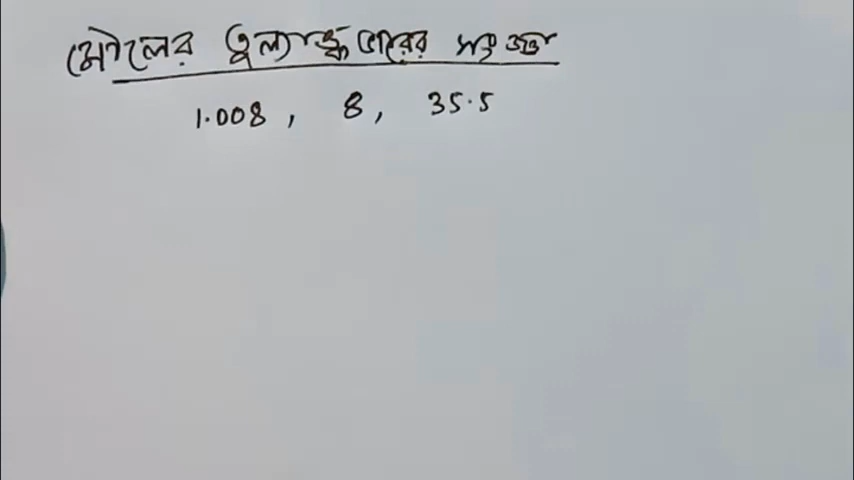 মৌলের তুল্যাঙ্ক ভারের সংজ্ঞা
1.008 , 8 , 35.5